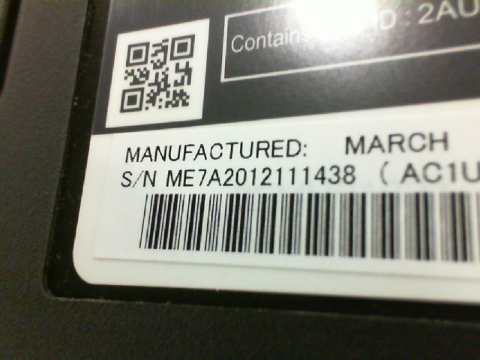 Contains D : 2AU
MANUFACTURED: MARCH
S/N ME7A2012111438 ( AC1U